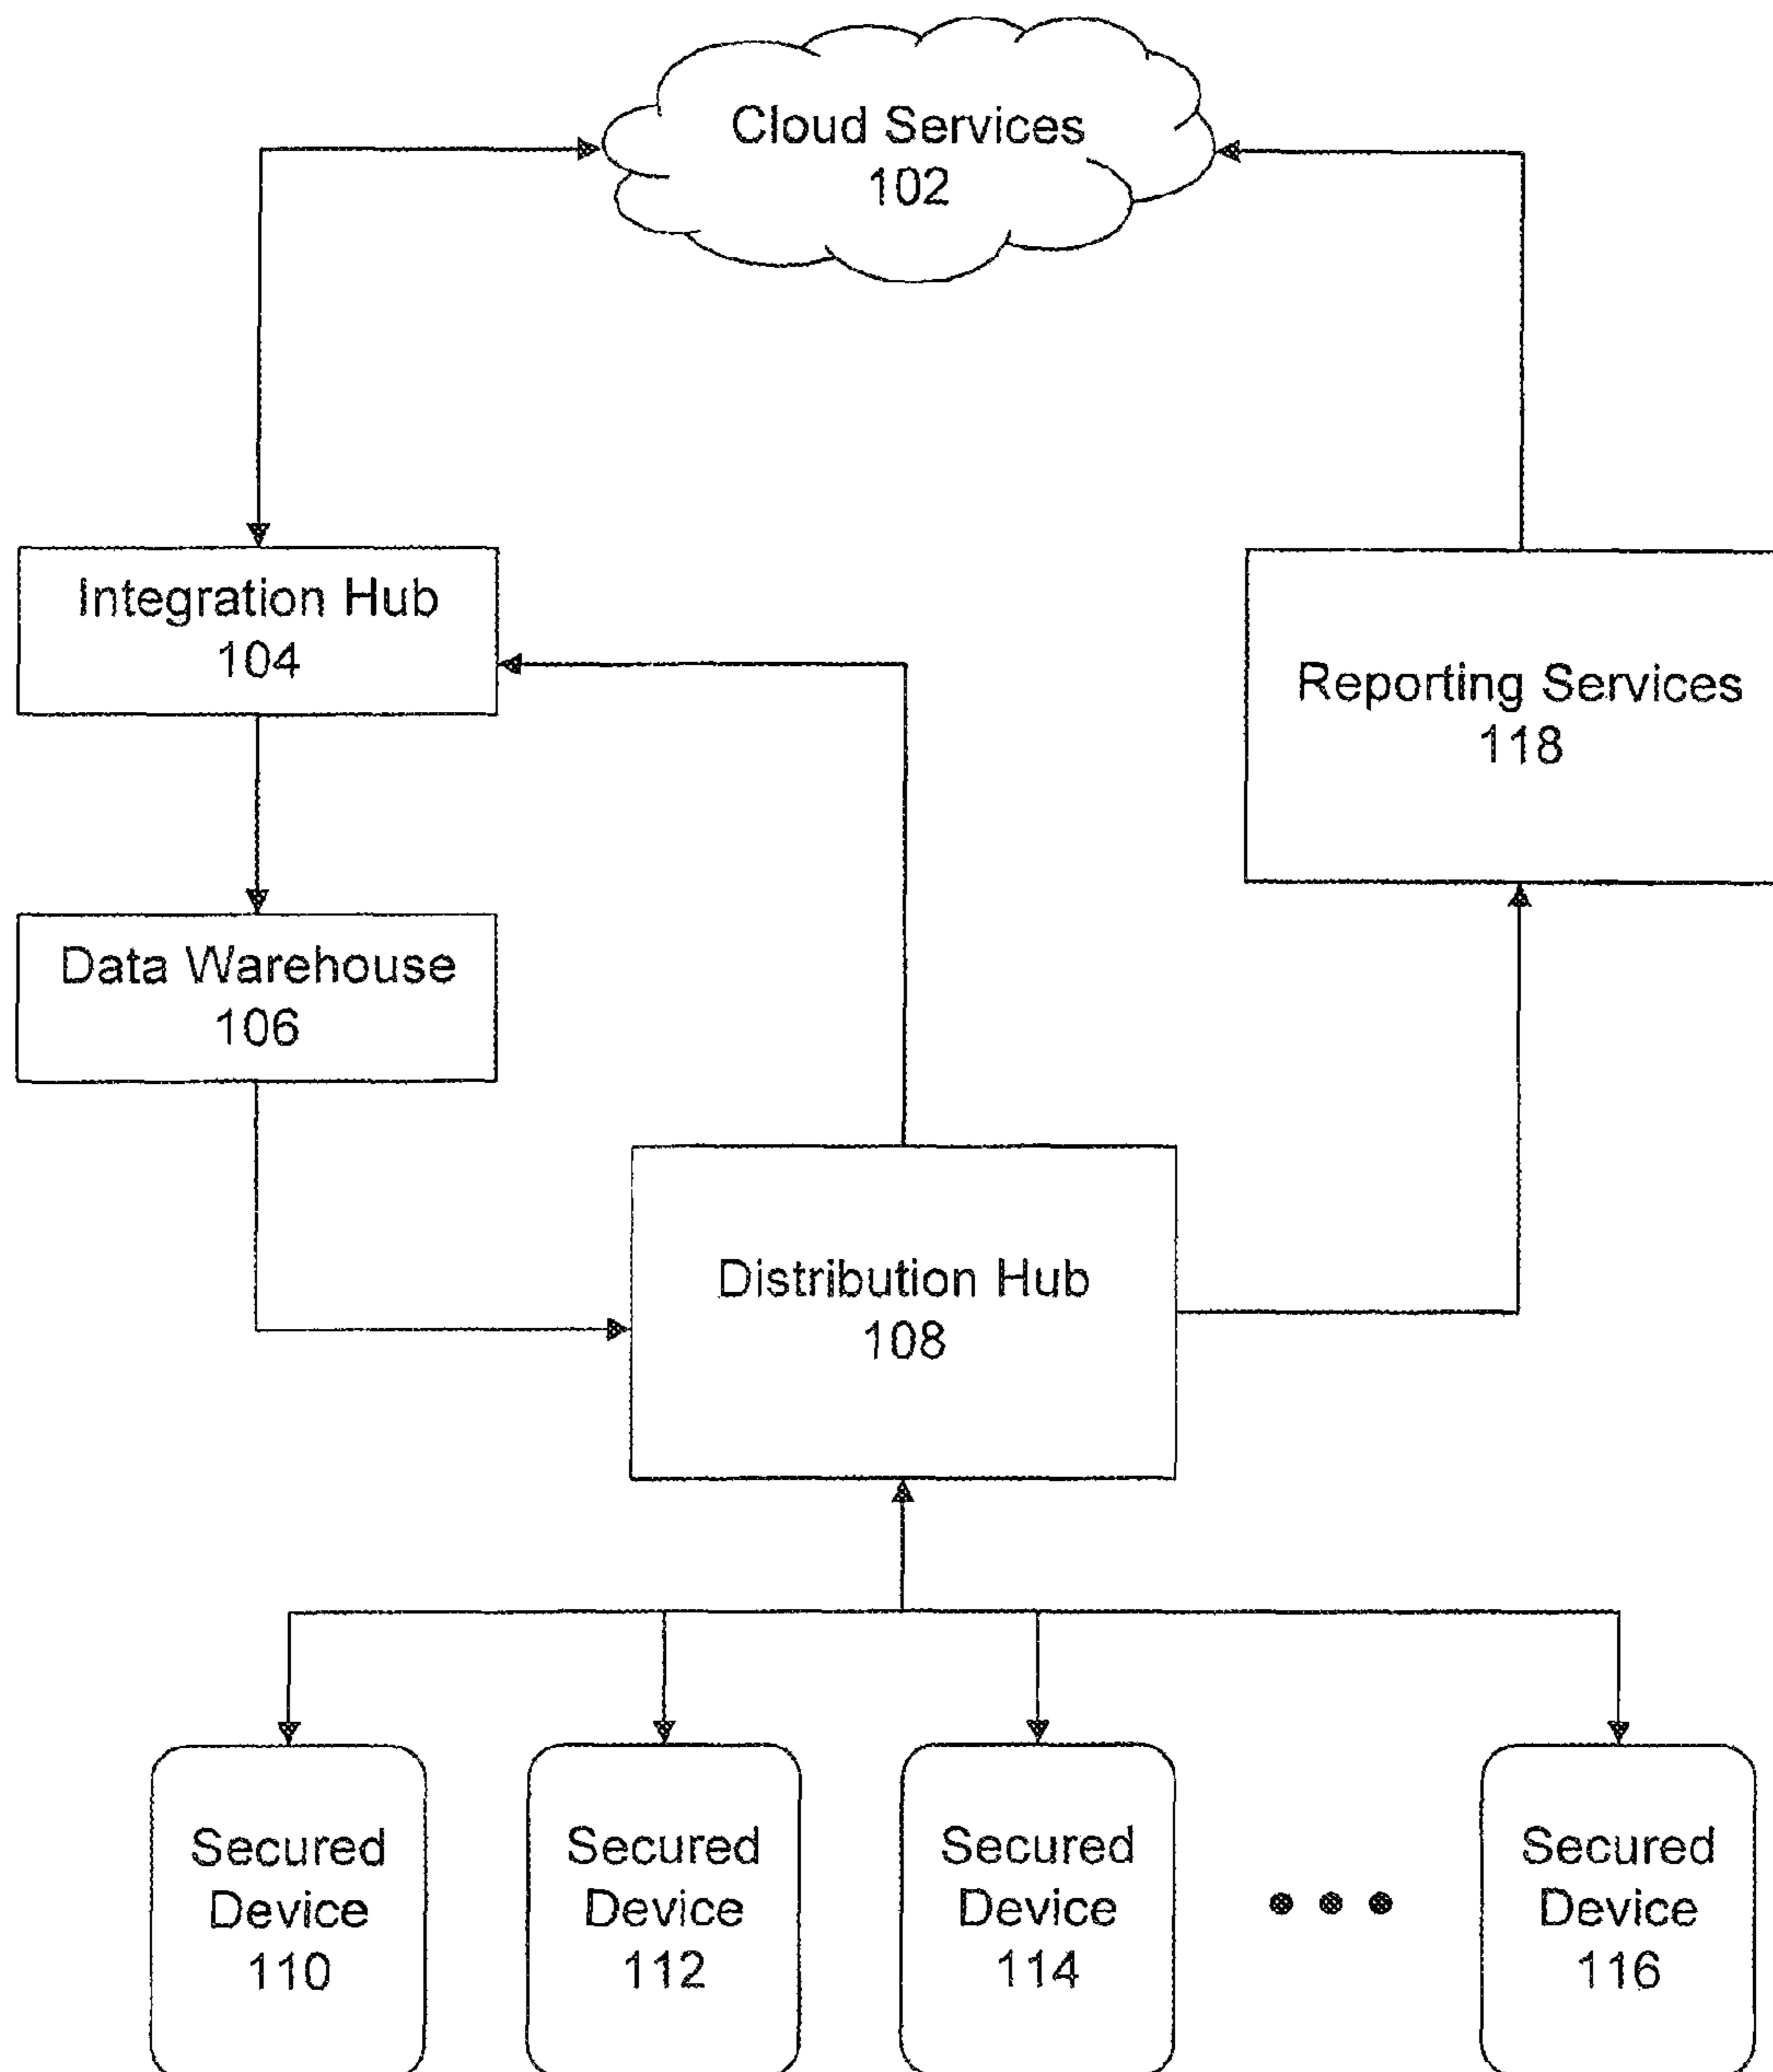 Cloud Services
102
Integration Hub
104
Reporting Services
118
Data Warehouse
106
Distribution Hub
108
Secured
Device
110
Secured
Device
112
Secured
Device
114
Secured
Device
116